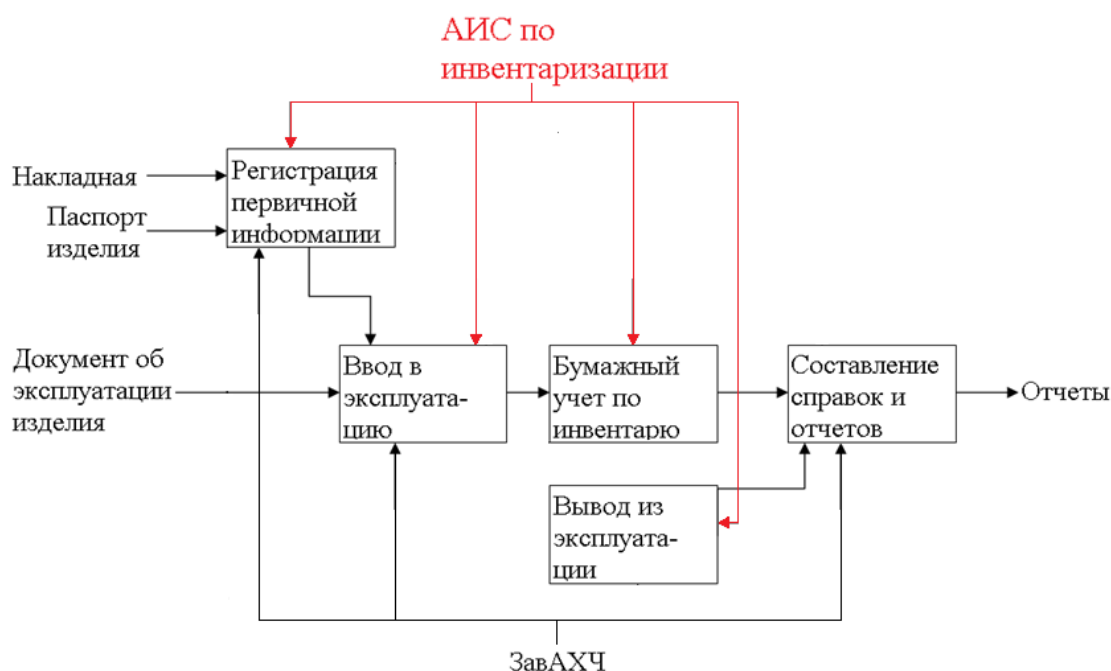 АИС по
инвентаризации
Накладная
Паспорт
изделия
Регистрация
первичной
информации
Документ об
эксплуатации
изделия
Ввод в
эксплуата-
цию
Бумажный
учет по
инвентарю
Составление
справок и
отчетов
Отчеты
Вывод из
эксплуата-
ции
ЗавАХЧ